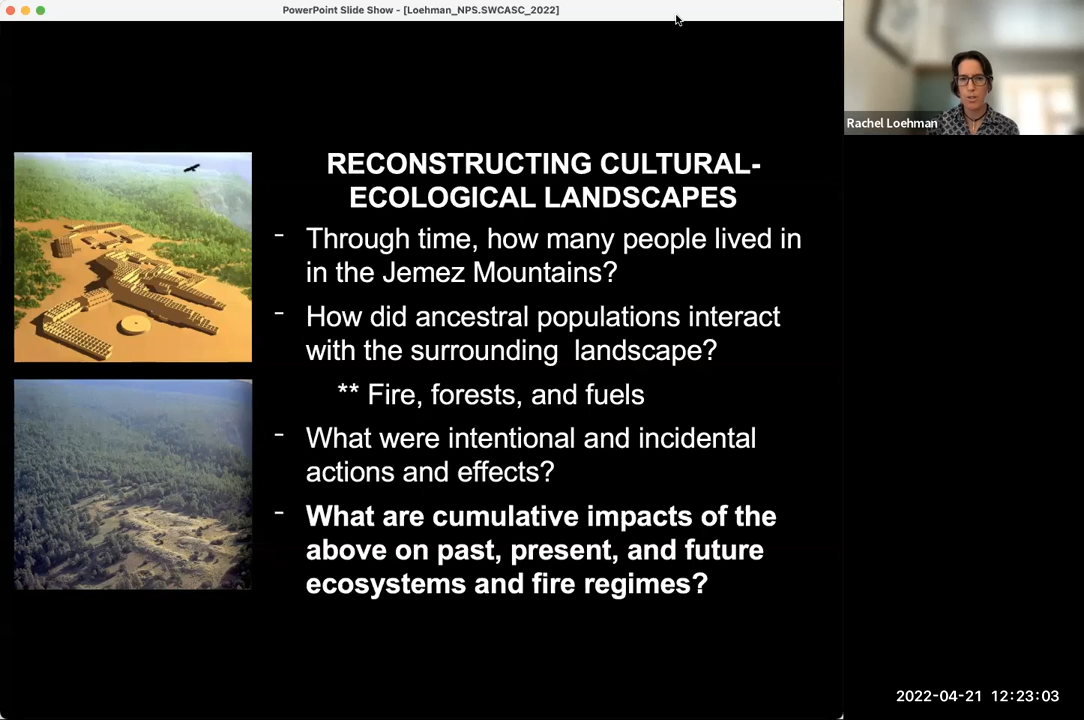 PowerPoint Slide Show - [Loehman_NPS.SWCASC_2022]
Rachel Loehman
RECONSTRUCTING CULTURAL-
ECOLOGICAL LANDSCAPES
- Through time, how many people lived in
in the Jemez Mountains?
- How did ancestral populations interact
with the surrounding  landscape?
** Fire, forests, and fuels
- What were intentional and incidental
actions and effects?
- What are cumulative impacts of the
above on past, present, and future
ecosystems and fire regimes?
2022-04-21 12:23:03